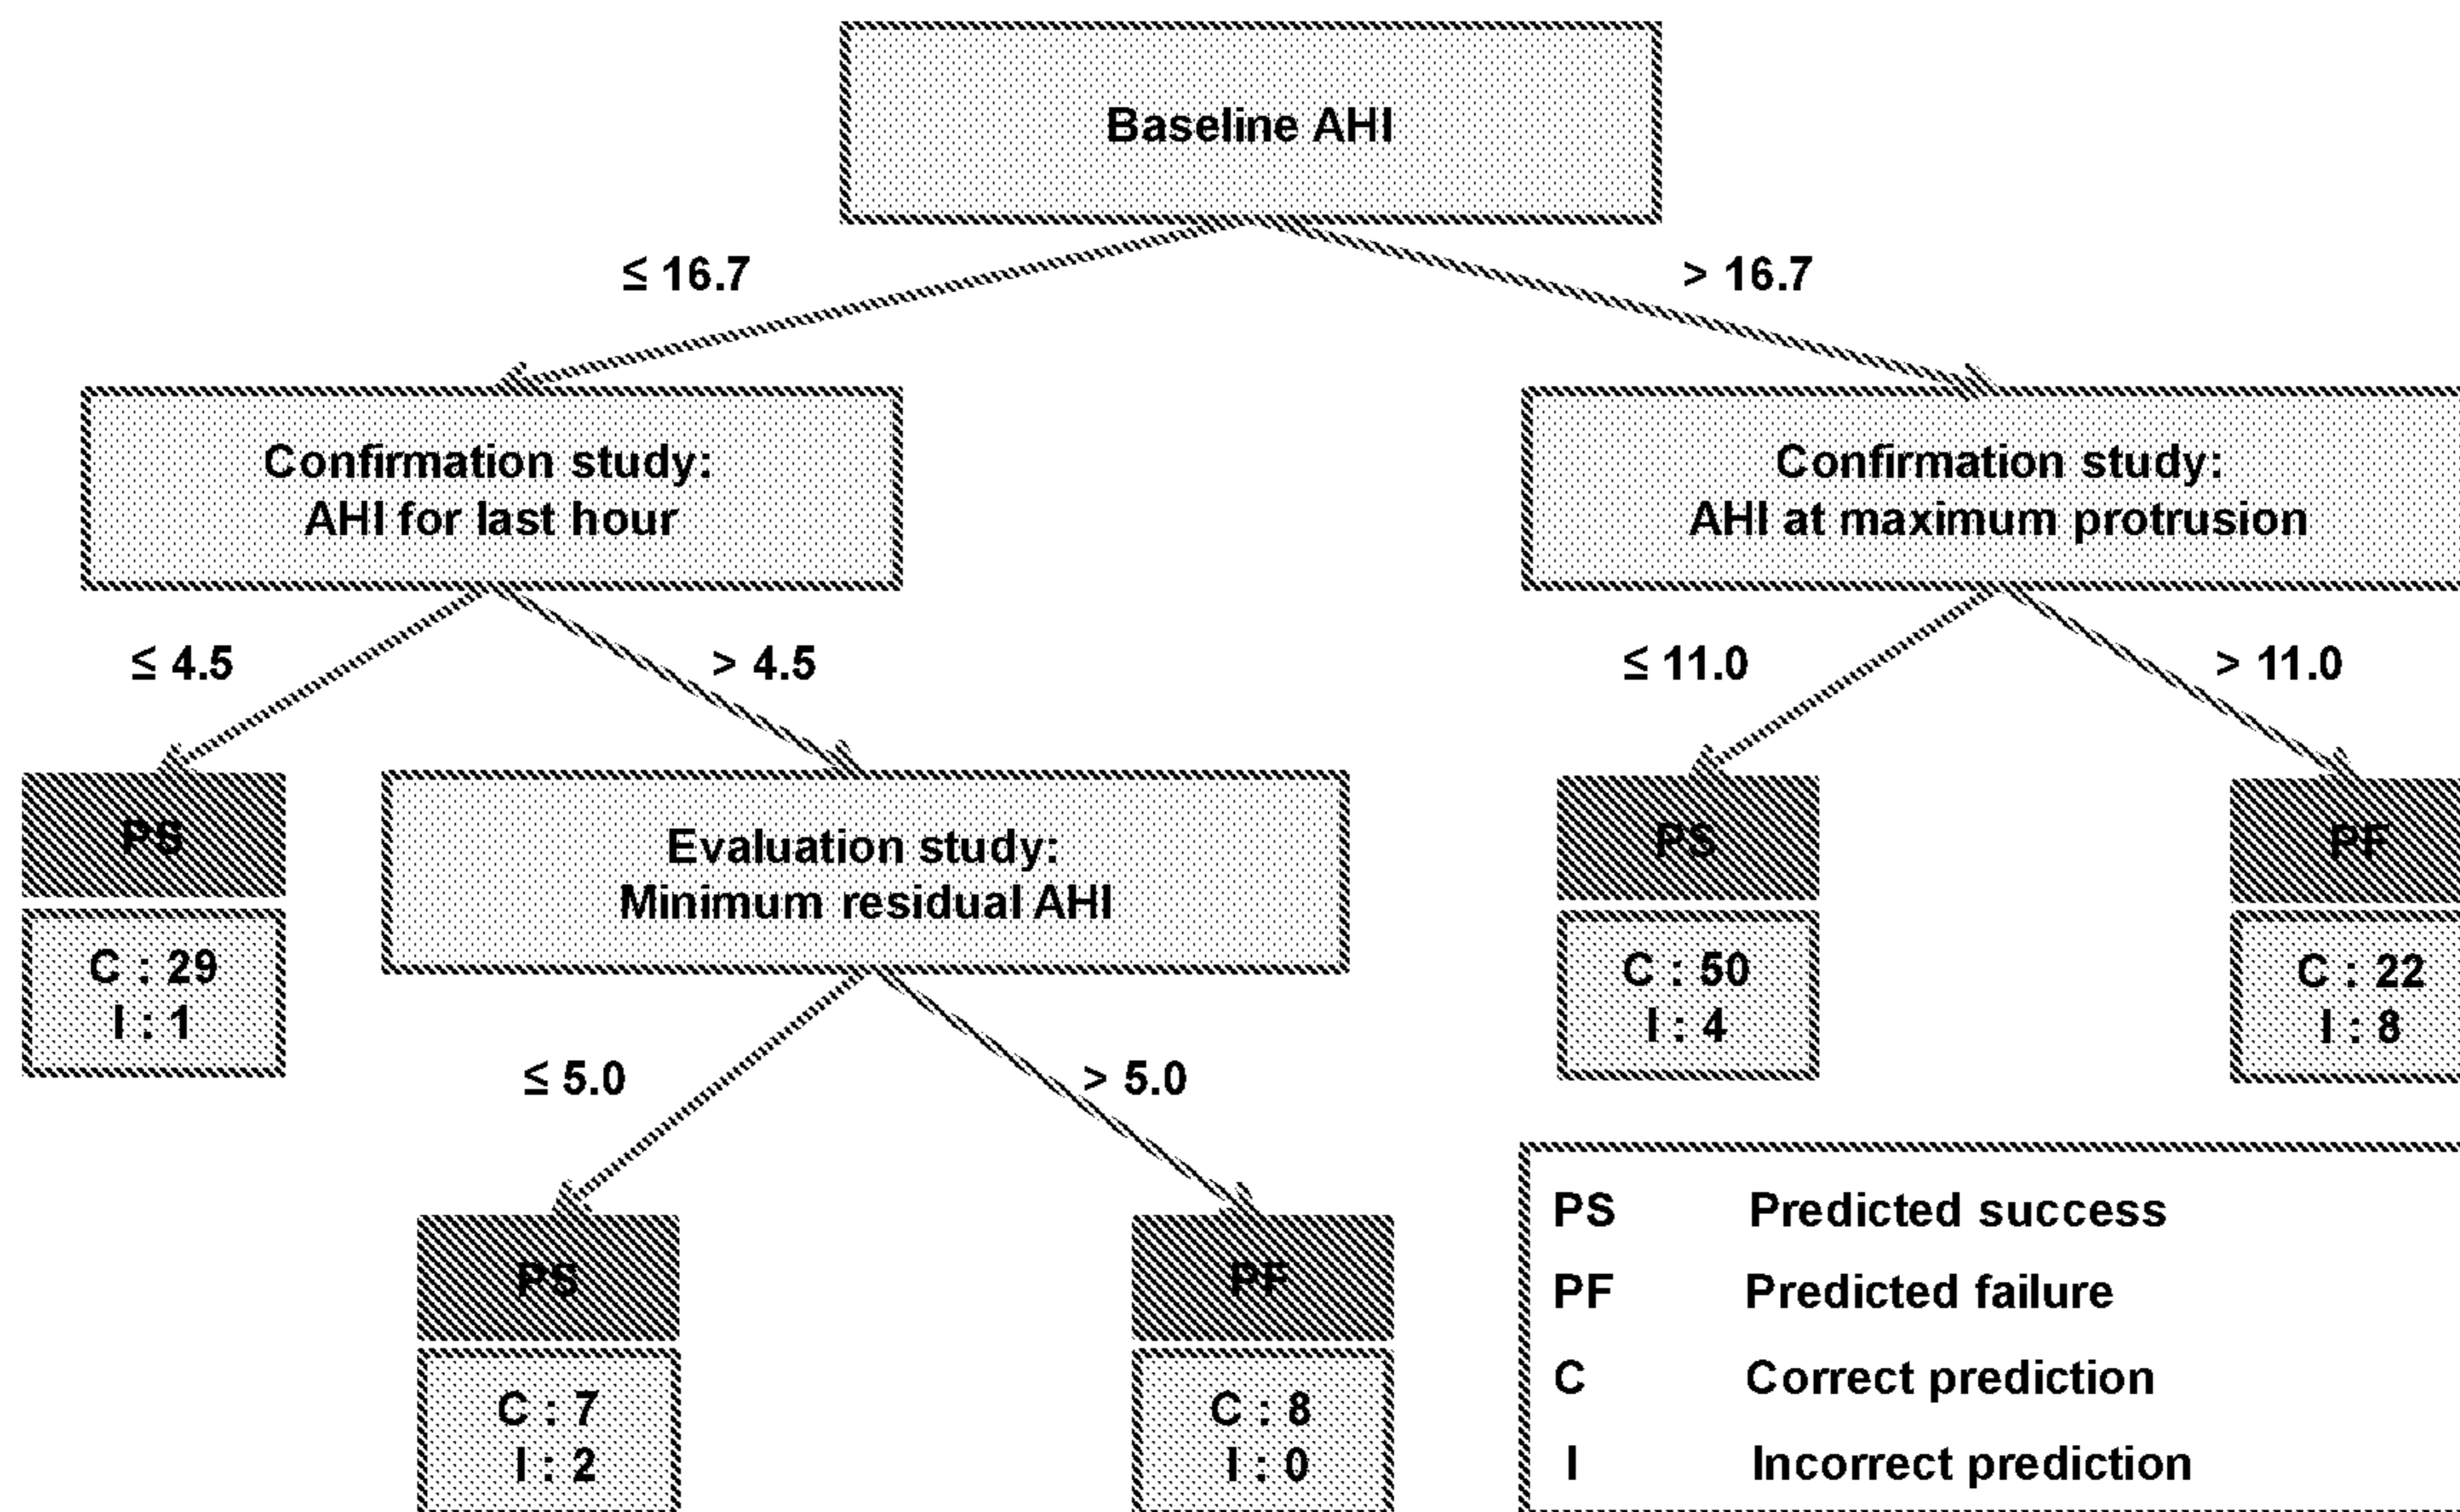 Baseline AHI
≤ 16.7
> 16.7
Confirmation study:
AHI for last hour
Confirmation study:
AHI at maximum protrusion
≤ 4.5
> 4.5
≤ 11.0
> 11.0
PS
Evaluation study:
Minimum residual AHI
PS
PF
C : 29
I : 1
C : 50
I : 4
C : 22
I : 8
≤ 5.0
> 5.0
PS
PF
C : 7
I : 2
C : 8
I : 0
PS Predicted success
PF Predicted failure
C Correct prediction
I Incorrect prediction